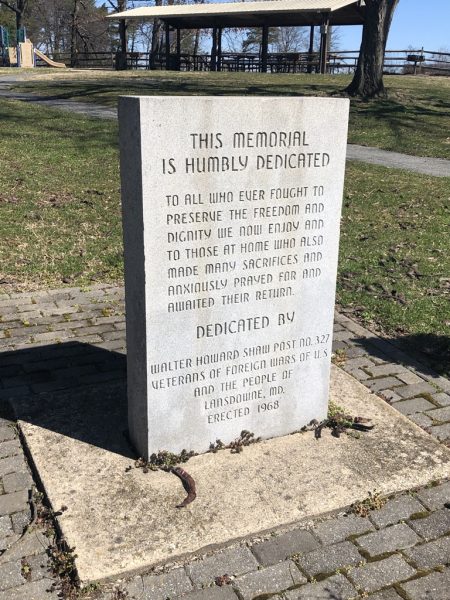 THIS MEMORIAL
IS HUMBLY DEDICATED
TO ALL WHO EVER FOUGHT TO
PRESERVE THE FREEDOM AND
DIGNITY WE NOW ENJOY AND
TO THOSE AT HOME WHO ALSO
MADE MANY SACRIFICES AND
ANXIOUSLY PRAYED FOR AND
AWAITED THEIR RETURN.
DEDICATED BY
WALTER HOWARD SHAW POST NO. 327
VETERANS OF FOREIGN WARS OF U.S
AND THE PEOPLE OF
LANSDOWNE, MD.
ERECTED 1968